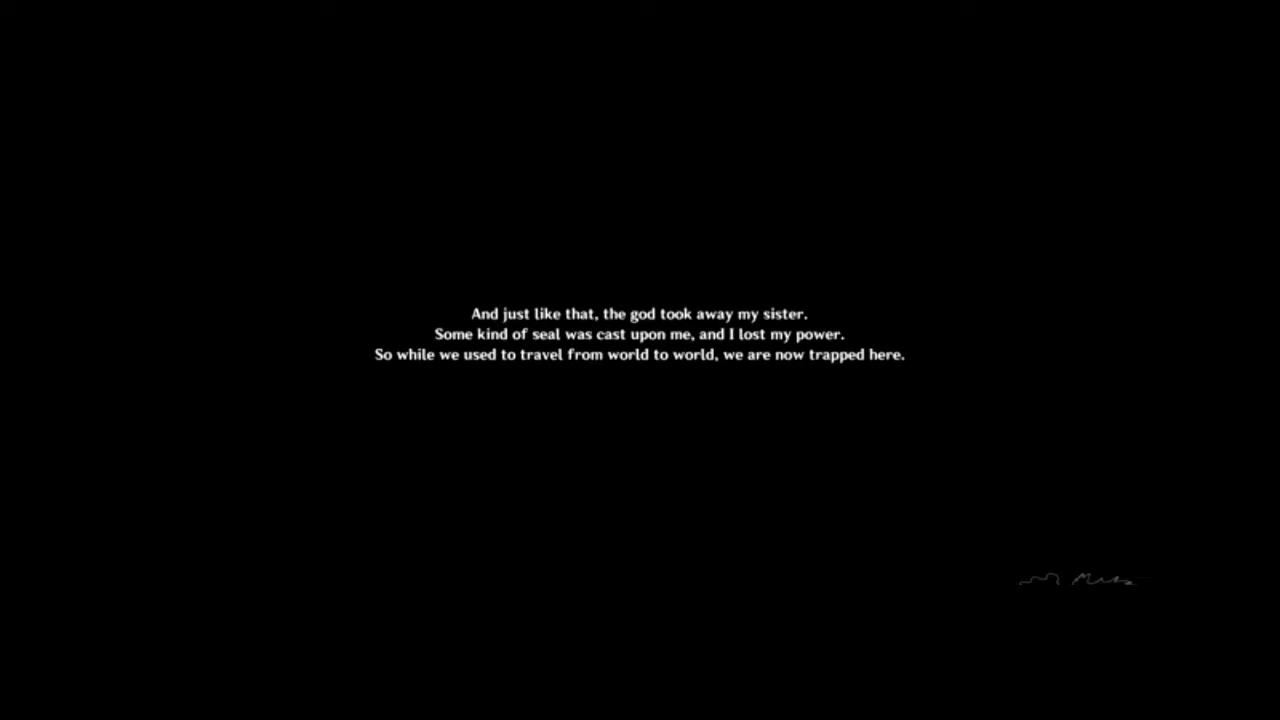 And just like that, the god took away my sister.
Some kind of seal was cast upon me, and I lost my power.
So while we used to travel from world to world, we are now trapped here.